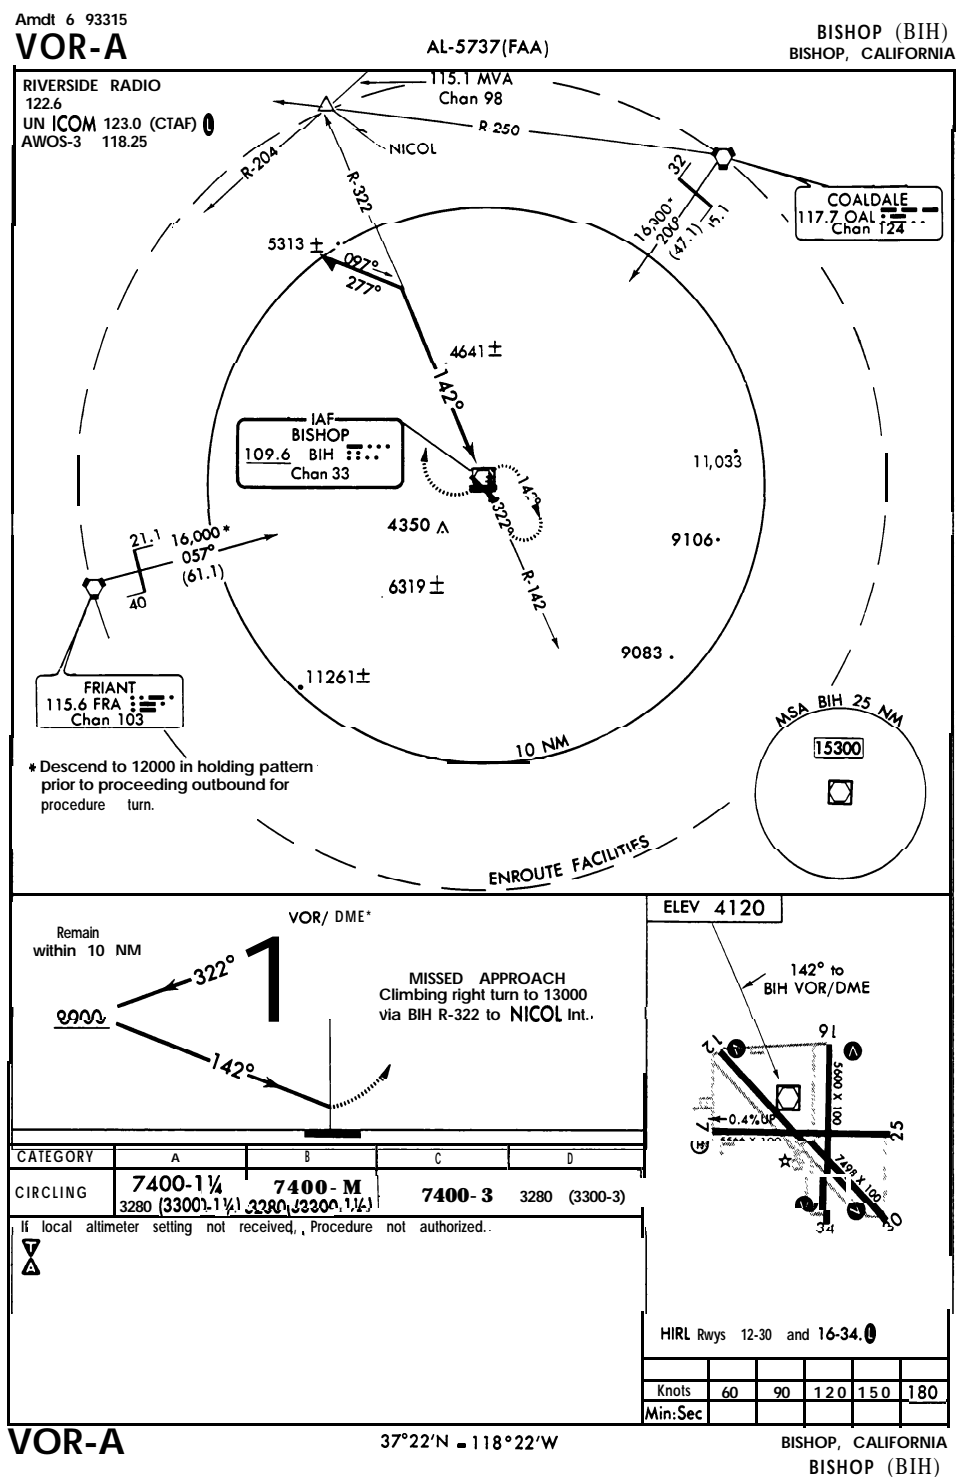 Amdt 6 93315
VOR-A
AL-5737(FAA)
BISHOP (BIH)
BISHOP, CALIFORNIA
RIVERSIDE RADIO
122.6
UN ICOM 123.0 (CTAF) L
AWOS-3 118.25
115.1 MVA
Chan 98
R-204
R-322
NICOL
R 250
32
16,000*
206°
(47.1)
COALDALE
117.7 OAL
Chan 124
5313 ±
097°
277°
4641 ±
142°
IAF
BISHOP
109.6 BIH
Chan 33
11,033
4350
322°
9106
6319 ±
R-142
21.1
16,000 *
057°
(61.1)
40
9083
11261±
FRIANT
115.6 FRA
Chan 103
10 NM
MSA BIH 25 NM
15300
* Descend to 12000 in holding pattern
prior to proceeding outbound for
procedure turn.
ENROUTE FACILITIES
VOR/ DME*
Remain
within 10 NM
322°
142°
1
MISSED APPROACH
Climbing right turn to 13000
via BIH R-322 to NICOL Int.
ELEV 4120
142° to
BIH VOR/DME
12
16
A
A
5600 X 100
0.4% UP
7
25
7498 X 100
A
A
34
CATEGORY A B C D
CIRCLING 7400-1¼ 7400- M 7400-3 3280 (3300-3)
3280 (3300-1¼)
If local altimeter setting not received, Procedure not authorized.
T
A
HIRL Rwys 12-30 and 16-34. L
Knots 60 90 120 150 180
Min:Sec
VOR-A
37°22'N - 118°22'W
BISHOP, CALIFORNIA
BISHOP (BIH)